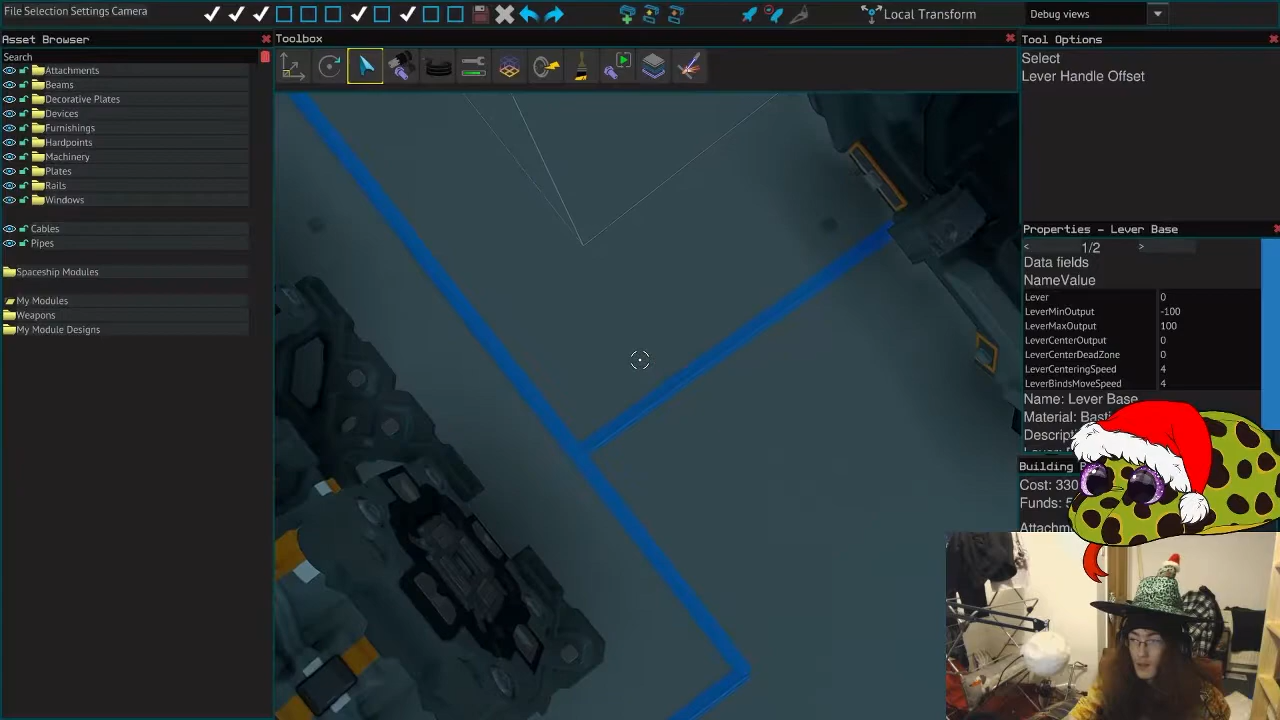 File Selection Settings Camera
Local Transform
Debug views
Asset Browser
Search
Attachments
Beams
Decorative Plates
Devices
Furnishings
Hardpoints
Machinery
Plates
Rails
Windows
Cables
Pipes
Spaceship Modules
My Modules
Weapons
My Module Designs
Toolbox
Tool Options
Select
Lever Handle Offset
Properties - Lever Base
< 1/2 >
Data fields
NameValue
Lever 0
LeverMinOutput -100
LeverMaxOutput 100
LeverCenterOutput 0
LeverCenterDeadZone 0
LeverCenteringSpeed 4
LeverBindsMoveSpeed 4
Name: Lever Base
Material: Basti
Descripti
Building
Cost: 330
Funds:
Attachm